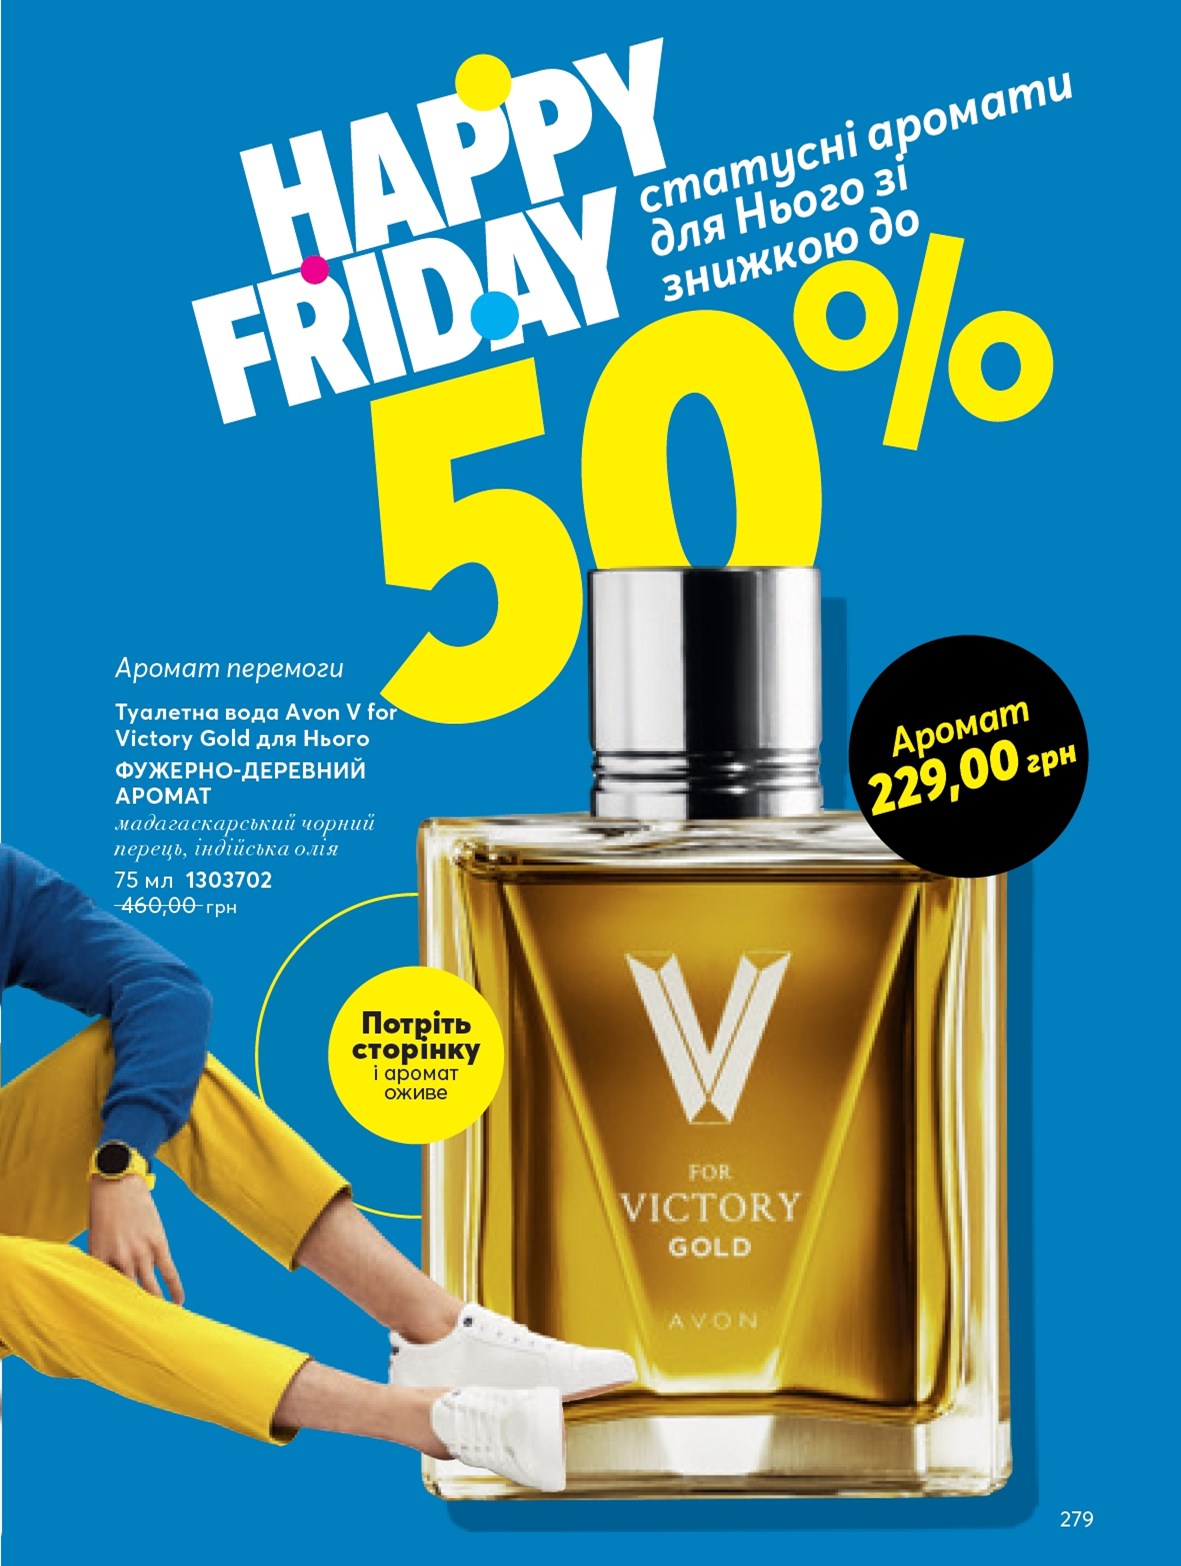 HAPPY
FRIDAY
статусні аромати
для Нього зі
знижкою до
50%
Аромат перемоги
Туалетна вода Avon V for
Victory Gold для Нього
ФУЖЕРНО-ДЕРЕВНИЙ
АРОМАТ
мадагаскарський чорний
перець, індійська олія
75 мл 1303702
460,00 грн
Аромат
229,00 грн
Потріть
сторінку
і аромат
оживе
V
FOR
VICTORY
GOLD
AVON
279